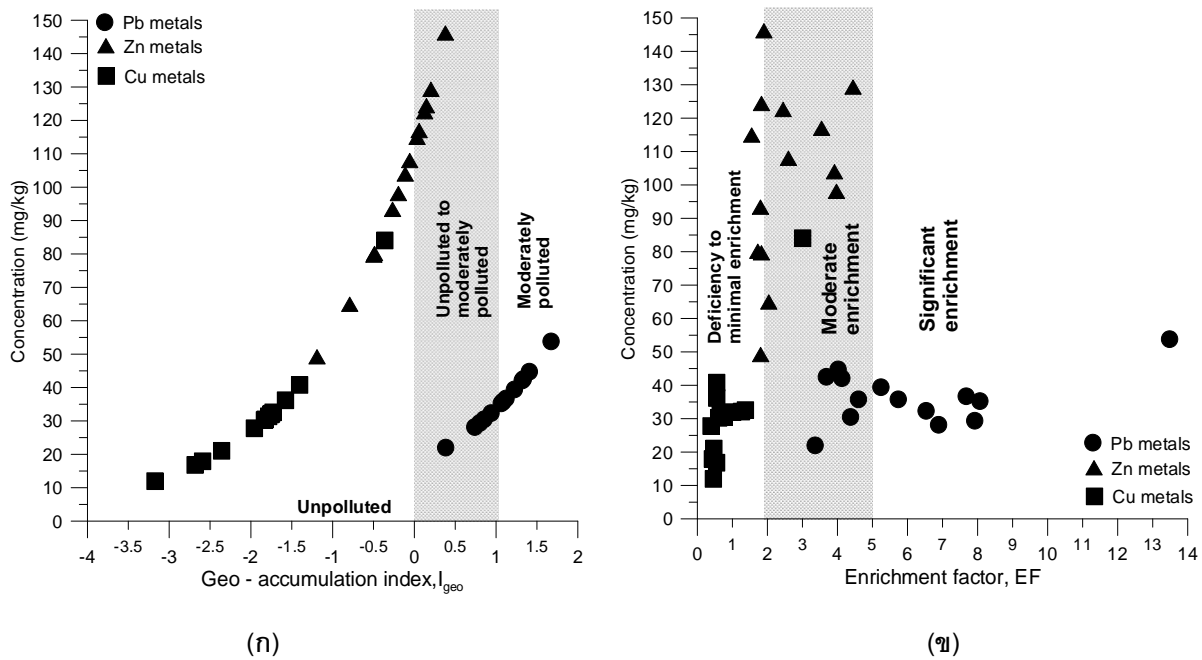 Pb metals
Zn metals
Cu metals
150
140
130
120
110
100
90
80
70
60
50
40
30
20
10
0
Concentration (mg/kg)
Unpolluted to
moderately
polluted
Moderately
polluted
Unpolluted
-4
-3.5
-3
-2.5
-2
-1.5
-1
-0.5
0
0.5
1
1.5
2
Geo - accumulation index,Igeo
(ก)
150
140
130
120
110
100
90
80
70
60
50
40
30
20
10
0
Concentration (mg/kg)
Deficiency to
minimal enrichment
Moderate
enrichment
Significant
enrichment
Pb metals
Zn metals
Cu metals
0
1
2
3
4
5
6
7
8
9
10
11
12
13
14
Enrichment factor, EF
(ข)